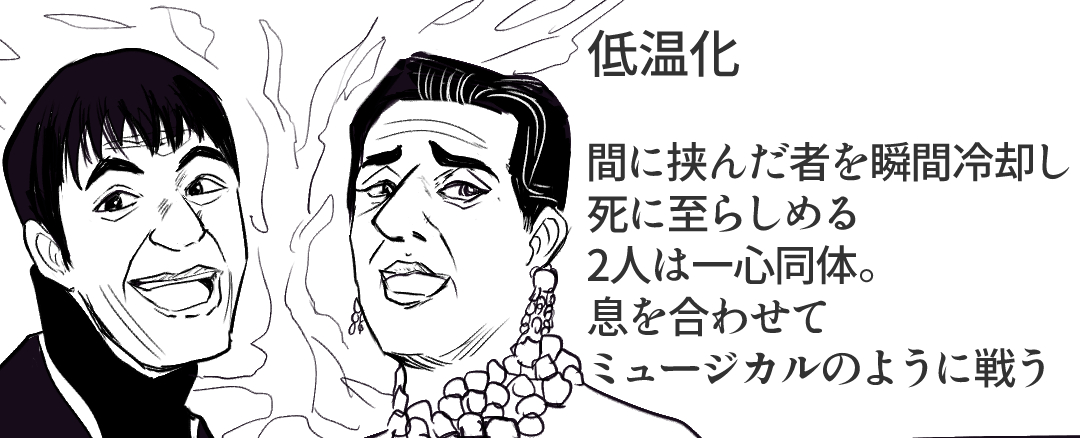 低温化
間に挟んだ者を瞬間冷却し
死に至らしめる
2人は一心同体。
息を合わせて
ミュージカルのように戦う